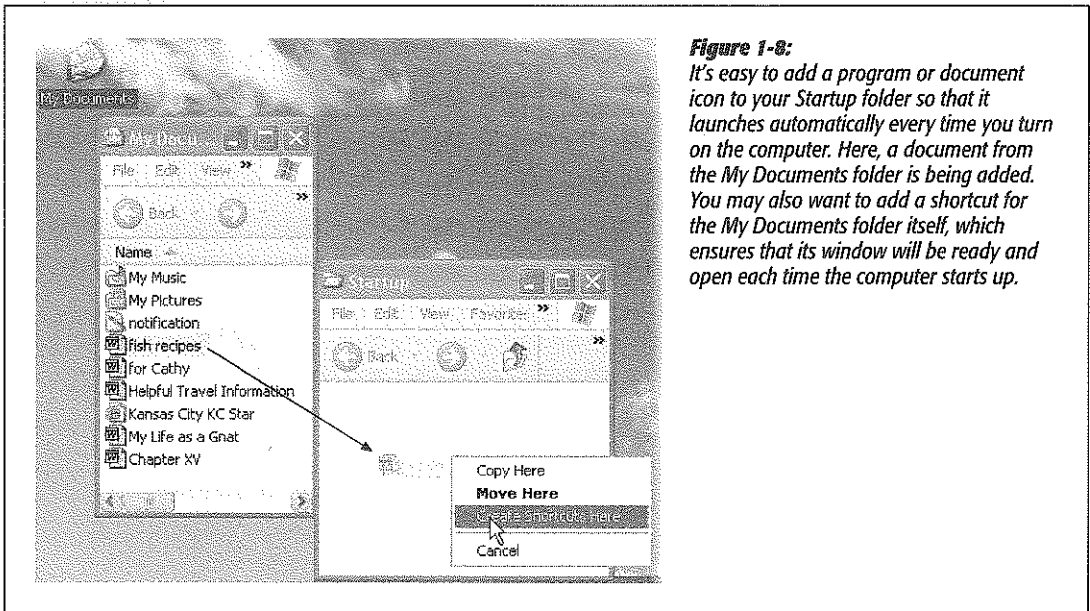 My Documents
My Docu
File Edit View »
»
Back
Name
My Music
My Pictures
notification
fish recipes
for Cathy
Helpful Travel Information
Kansas City KC Star
My Life as a Gnat
Chapter XV
Startup
File Edit View Favorites »
»
Back
Copy Here
Move Here
Create Shortcuts Here
Cancel
Figure 1-8:
It's easy to add a program or document
icon to your Startup folder so that it
launches automatically every time you turn
on the computer. Here, a document from
the My Documents folder is being added.
You may also want to add a shortcut for
the My Documents folder itself, which
ensures that its window will be ready and
open each time the computer starts up.